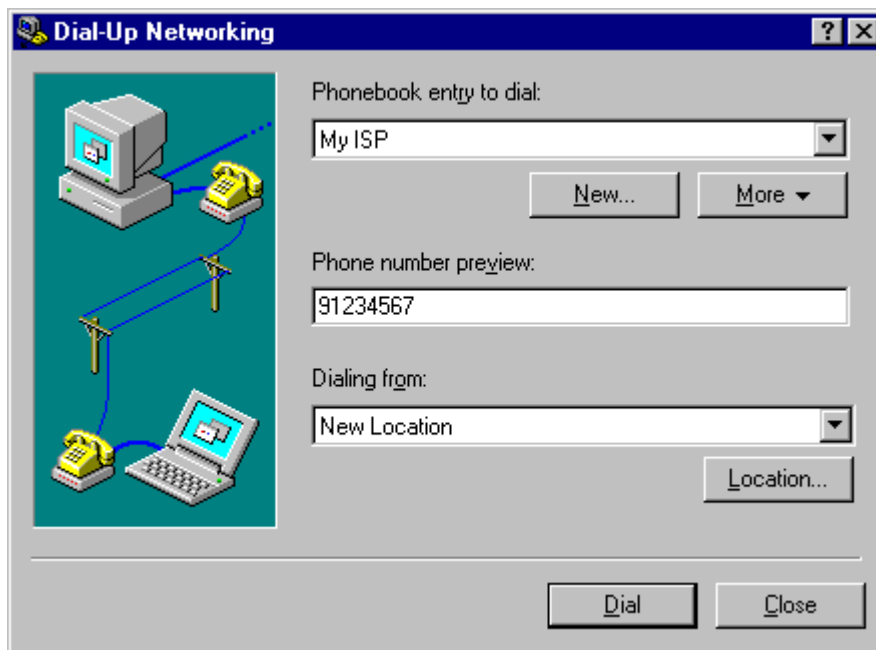 Dial-Up Networking
Phonebook entry to dial:
My ISP
New...
More
Phone number preview:
91234567
Dialing from:
New Location
Location...
Dial
Close